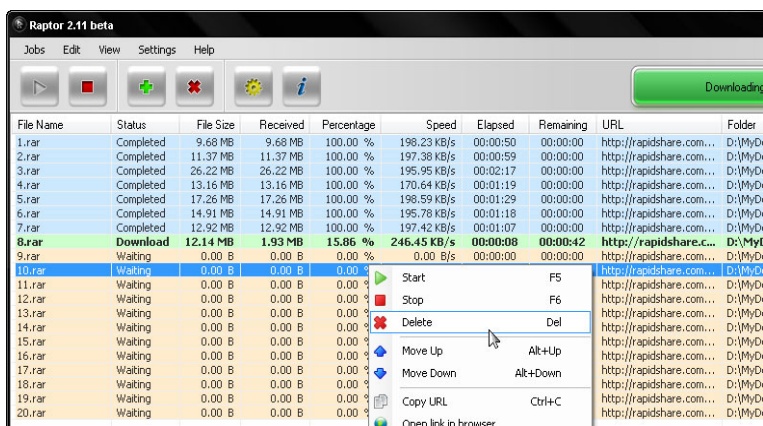 Raptor 2.11 beta
Jobs Edit View Settings Help
Downloading
File Name Status File Size Received Percentage Speed Elapsed Remaining URL Folder
1.rar Completed 9.68 MB 9.68 MB 100.00 % 198.23 KB/s 00:00:50 00:00:00 http://rapidshare.com... D:\MyD
2.rar Completed 11.37 MB 11.37 MB 100.00 % 197.38 KB/s 00:00:59 00:00:00 http://rapidshare.com... D:\MyD
3.rar Completed 26.22 MB 26.22 MB 100.00 % 195.95 KB/s 00:02:17 00:00:00 http://rapidshare.com... D:\MyD
4.rar Completed 13.16 MB 13.16 MB 100.00 % 170.64 KB/s 00:01:19 00:00:00 http://rapidshare.com... D:\MyD
5.rar Completed 17.26 MB 17.26 MB 100.00 % 198.59 KB/s 00:01:29 00:00:00 http://rapidshare.com... D:\MyD
6.rar Completed 14.91 MB 14.91 MB 100.00 % 195.78 KB/s 00:01:18 00:00:00 http://rapidshare.com... D:\MyD
7.rar Completed 12.92 MB 12.92 MB 100.00 % 197.42 KB/s 00:01:07 00:00:00 http://rapidshare.com... D:\MyD
8.rar Download 12.14 MB 1.93 MB 15.86 % 246.45 KB/s 00:00:08 00:00:42 http://rapidshare.c... D:\MyD
9.rar Waiting 0.00 B 0.00 B 0.00 % 0.00 B/s 00:00:00 00:00:00 http://rapidshare.com... D:\MyD
10.rar Waiting 0.00 B 0.00 B 0.00 % http://rapidshare.com... D:\MyD
11.rar Waiting 0.00 B 0.00 B 0.00 % http://rapidshare.com... D:\MyD
12.rar Waiting 0.00 B 0.00 B 0.00 % http://rapidshare.com... D:\MyD
13.rar Waiting 0.00 B 0.00 B 0.00 % http://rapidshare.com... D:\MyD
14.rar Waiting 0.00 B 0.00 B 0.00 % http://rapidshare.com... D:\MyD
15.rar Waiting 0.00 B 0.00 B 0.00 % http://rapidshare.com... D:\MyD
16.rar Waiting 0.00 B 0.00 B 0.00 % http://rapidshare.com... D:\MyD
17.rar Waiting 0.00 B 0.00 B 0.00 % http://rapidshare.com... D:\MyD
18.rar Waiting 0.00 B 0.00 B 0.00 % http://rapidshare.com... D:\MyD
19.rar Waiting 0.00 B 0.00 B 0.00 % http://rapidshare.com... D:\MyD
20.rar Waiting 0.00 B 0.00 B 0.00 % http://rapidshare.com... D:\MyD
Start F5
Stop F6
Delete Del
Move Up Alt+Up
Move Down Alt+Down
Copy URL Ctrl+C
Open link in browser